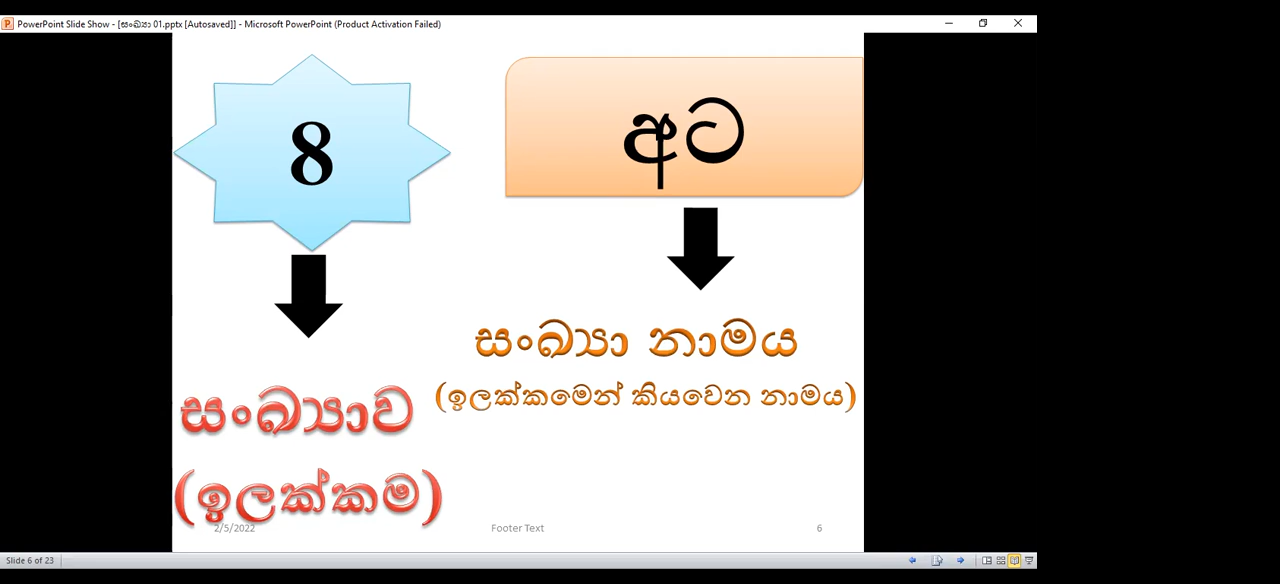 PowerPoint Slide Show - [සංඛ්‍යා 01.pptx [Autosaved]] - Microsoft PowerPoint (Product Activation Failed)
8
අට
සංඛ්‍යා නාමය
(ඉලක්කමෙන් කියවෙන නාමය)
සංඛ්‍යාව
(ඉලක්කම)
2/5/2022
Footer Text
6
Slide 6 of 23